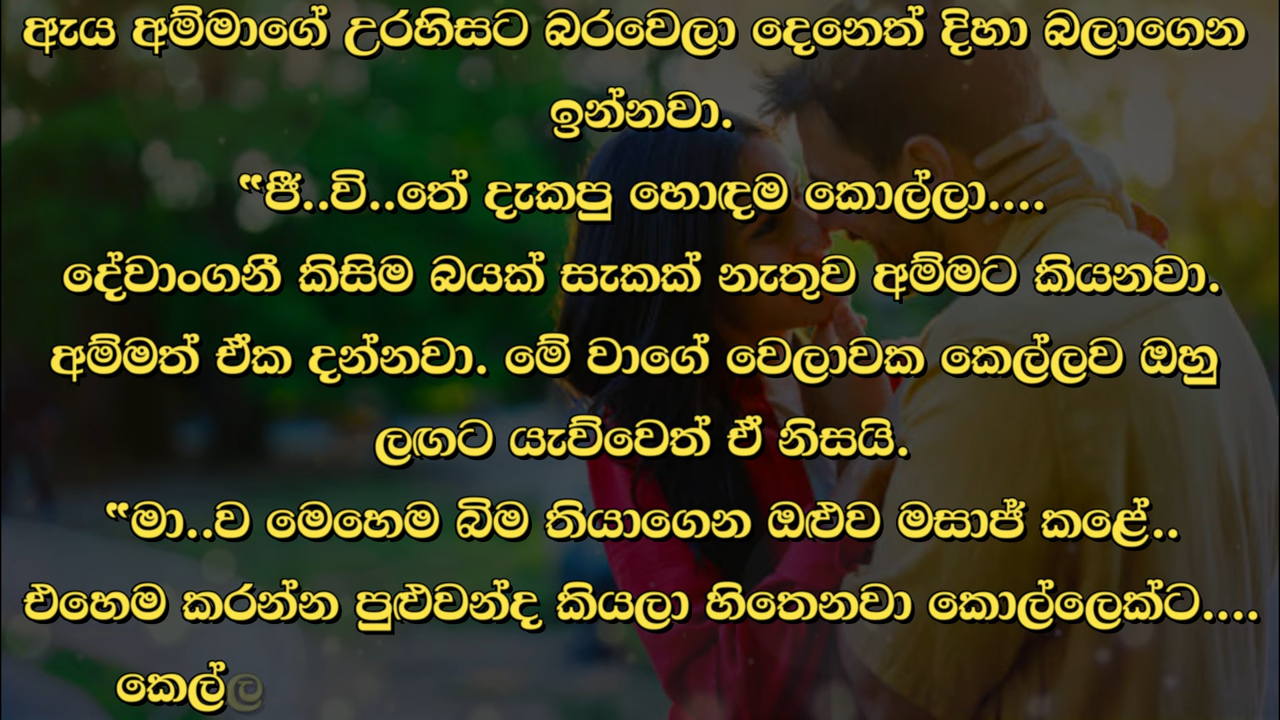 ඇය අම්මාගේ උරහිසට බරවෙලා දෙනෙත් දිහා බලාගෙන
ඉන්නවා.
“ජී..වි..තේ දැකපු හොඳම කොල්ලා....
දේවාංගනී කිසිම බයක් සැකක් නැතුව අම්මට කියනවා.
අම්මත් ඒක දන්නවා. මේ වාගේ වෙලාවක කෙල්ලව ඔහු
ලඟට යැව්වෙත් ඒ නිසයි.
“මා..ව මෙහෙම බිම තියාගෙන ඔළුව මසාජ් කළේ..
එහෙම කරන්න පුළුවන්ද කියලා හිතෙනවා කොල්ලෙක්ට....
කෙල්ල